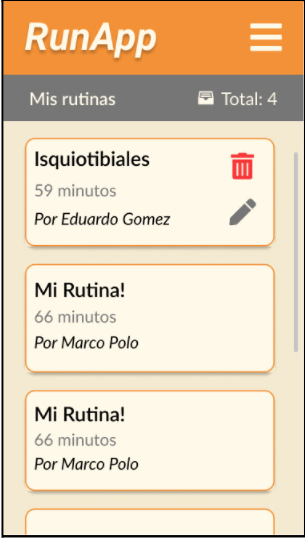 RunApp
Mis rutinas Total: 4
Isquiotibiales
59 minutos
Por Eduardo Gomez
Mi Rutina!
66 minutos
Por Marco Polo
Mi Rutina!
66 minutos
Por Marco Polo